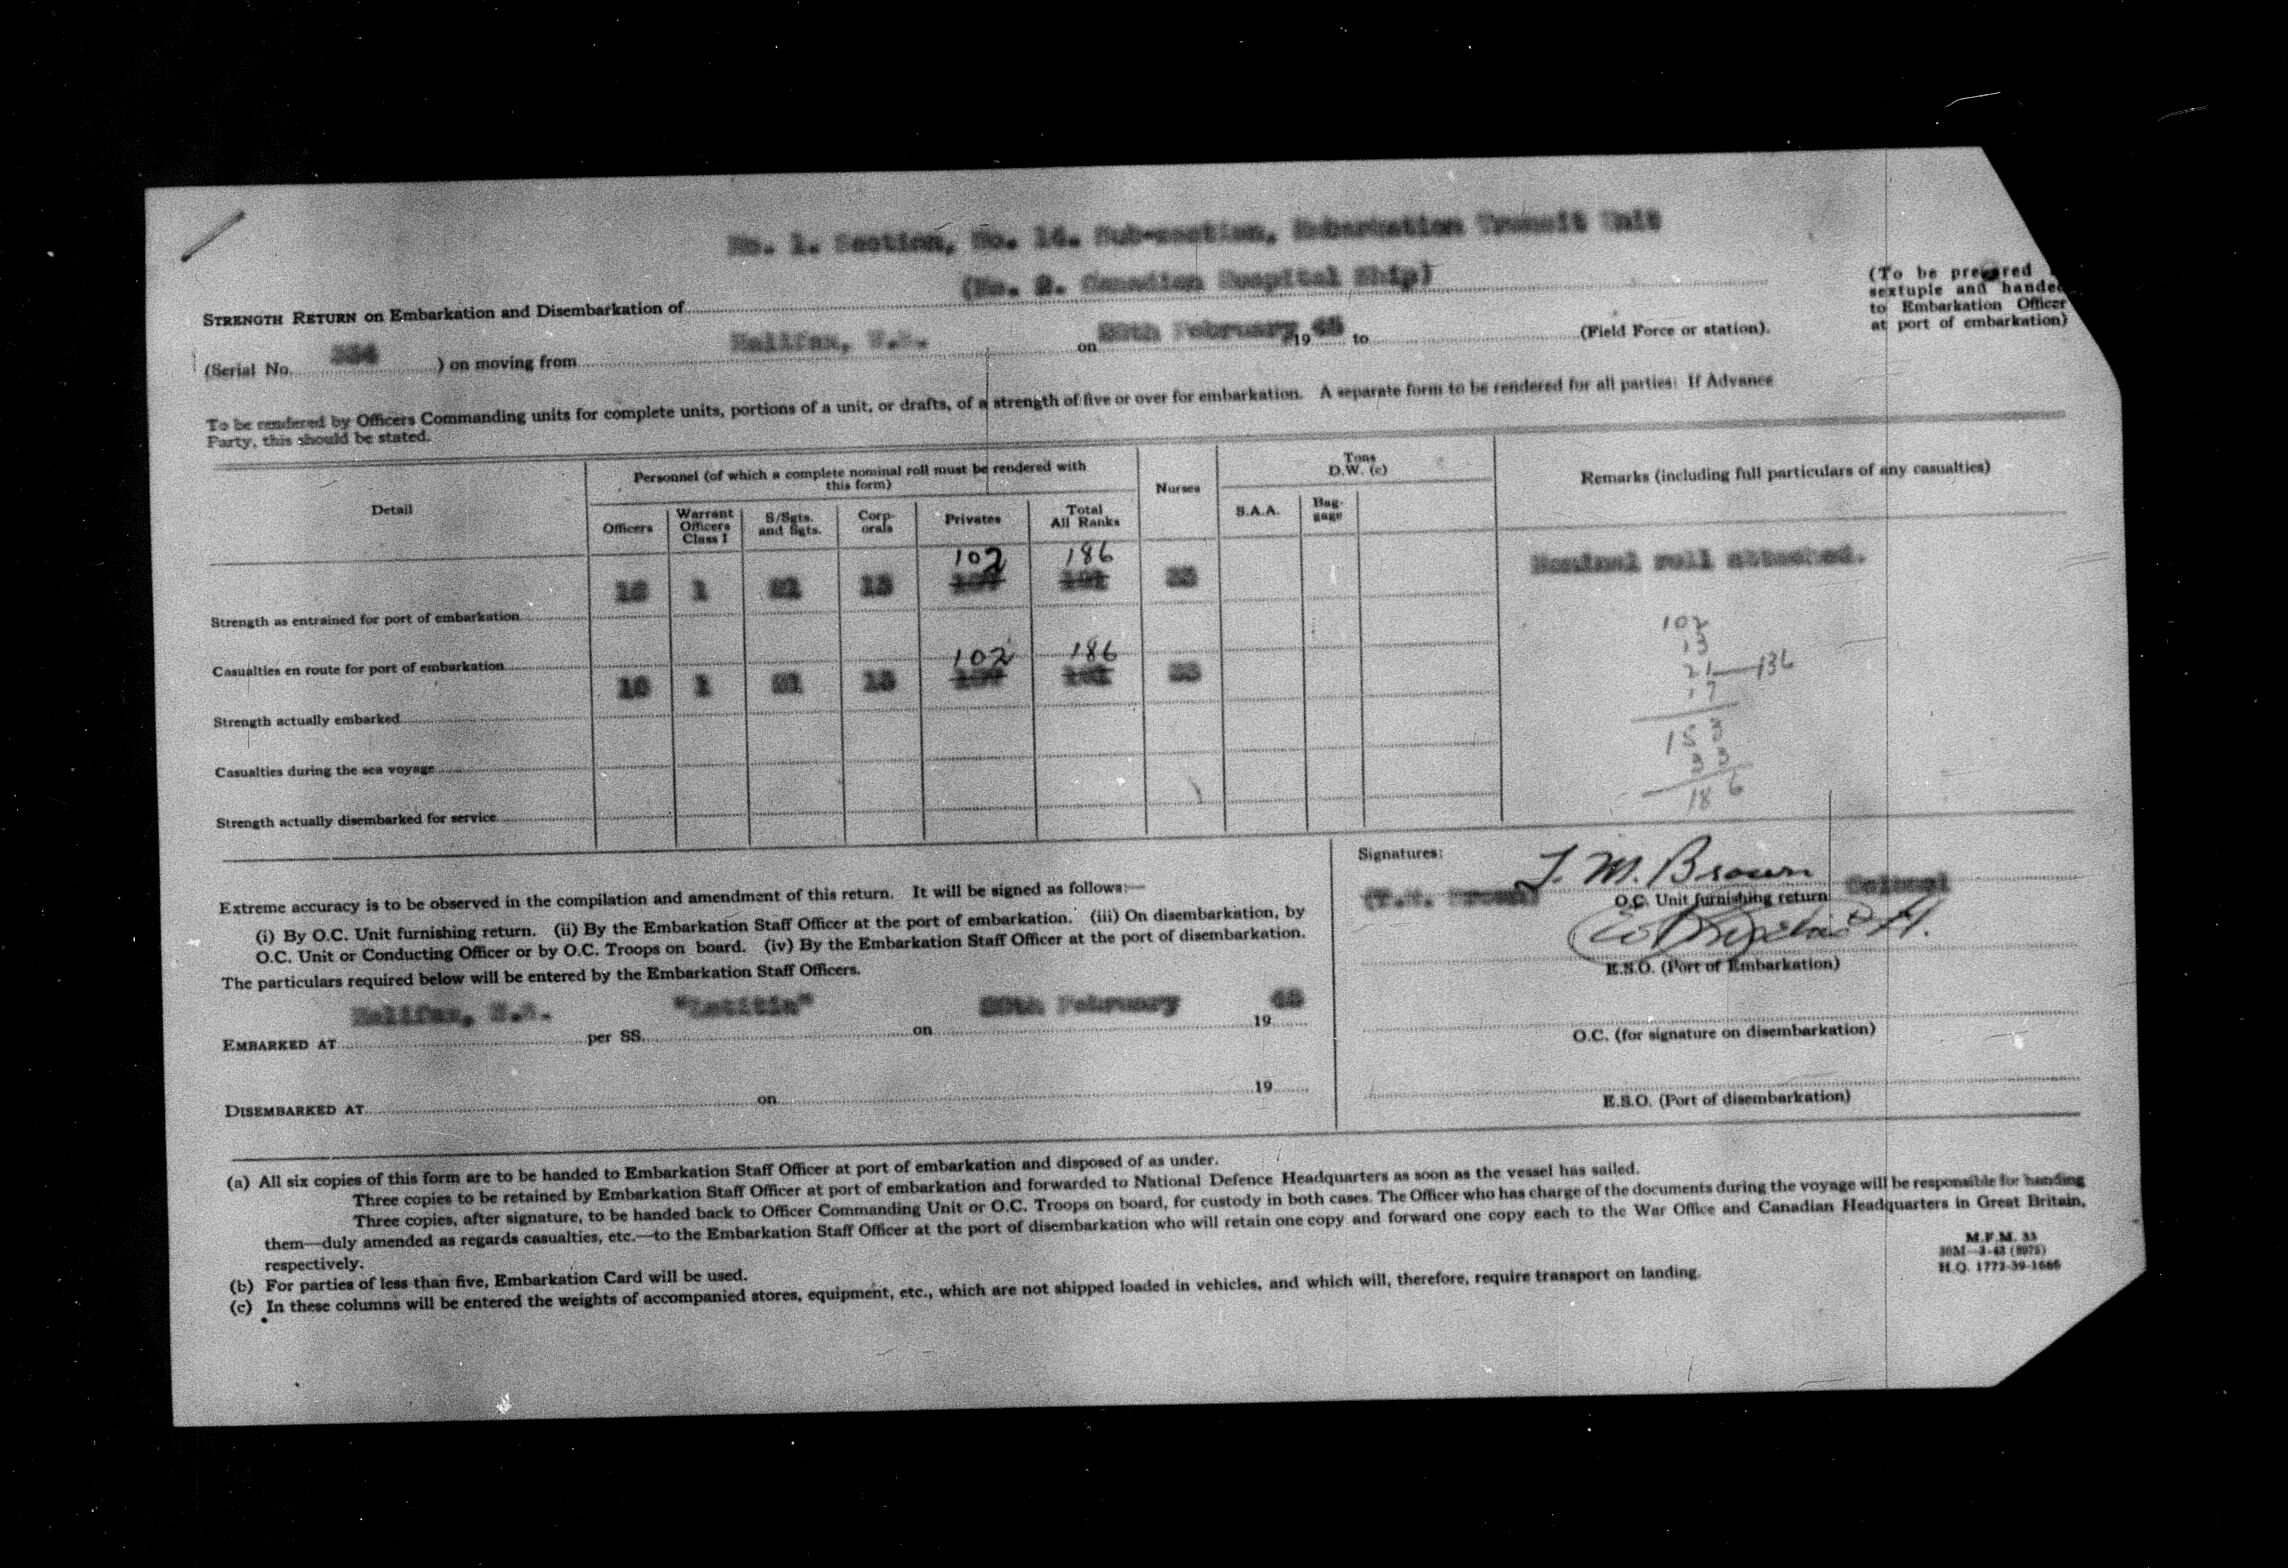 No. 1. Section, No. 14. Sub-section, Embarkation Transit Unit
(No. 2. Canadian Hospital Ship)
STRENGTH RETURN on Embarkation and Disembarkation of
(To be prepared
sextuple and handed
to Embarkation Officer
at port of embarkation)
(Serial No. ) on moving from Halifax, N.S. on February, 19 45 to (Field Force or station).
To be rendered by Officers Commanding units for complete units, portions of a unit, or drafts, of a strength of five or over for embarkation. A separate form to be rendered for all parties: If Advance
Party, this should be stated.
Detail
Personnel (of which a complete nominal roll must be rendered with
this form)
Officers
Warrant
Officers
Class I
S/Sgts.
and Sgts.
Corp-
orals
Privates
Total
All Ranks
Nurses
Tons
D.W. (c)
S.A.A.
Bag-
gage
Remarks (including full particulars of any casualties)
102 186
Strength as entrained for port of embarkation 16 1 21 13 33
Nominal roll attached.
Casualties en route for port of embarkation
102 186
Strength actually embarked 16 1 21 13 33
Casualties during the sea voyage
Strength actually disembarked for service
102
13
21—136
17
153
33
186
Extreme accuracy is to be observed in the compilation and amendment of this return. It will be signed as follows:—
(i) By O.C. Unit furnishing return. (ii) By the Embarkation Staff Officer at the port of embarkation. (iii) On disembarkation, by
O.C. Unit or Conducting Officer or by O.C. Troops on board. (iv) By the Embarkation Staff Officer at the port of disembarkation.
The particulars required below will be entered by the Embarkation Staff Officers.
EMBARKED AT Halifax, N.S. per SS. "Letitia" on February 19 45
DISEMBARKED AT on 19
Signatures:
T. M. Brown
(T.M. Brown) Colonel
O.C. Unit furnishing return
E.S.O. (Port of Embarkation)
O.C. (for signature on disembarkation)
E.S.O. (Port of disembarkation)
(a) All six copies of this form are to be handed to Embarkation Staff Officer at port of embarkation and disposed of as under.
Three copies to be retained by Embarkation Staff Officer at port of embarkation and forwarded to National Defence Headquarters as soon as the vessel has sailed.
Three copies, after signature, to be handed back to Officer Commanding Unit or O.C. Troops on board, for custody in both cases. The Officer who has charge of the documents during the voyage will be responsible for handing
them—duly amended as regards casualties, etc.—to the Embarkation Staff Officer at the port of disembarkation who will retain one copy and forward one copy each to the War Office and Canadian Headquarters in Great Britain,
respectively.
(b) For parties of less than five, Embarkation Card will be used.
(c) In these columns will be entered the weights of accompanied stores, equipment, etc., which are not shipped loaded in vehicles, and which will, therefore, require transport on landing.
M.F.M. 33
H.Q. 1772-39-1666